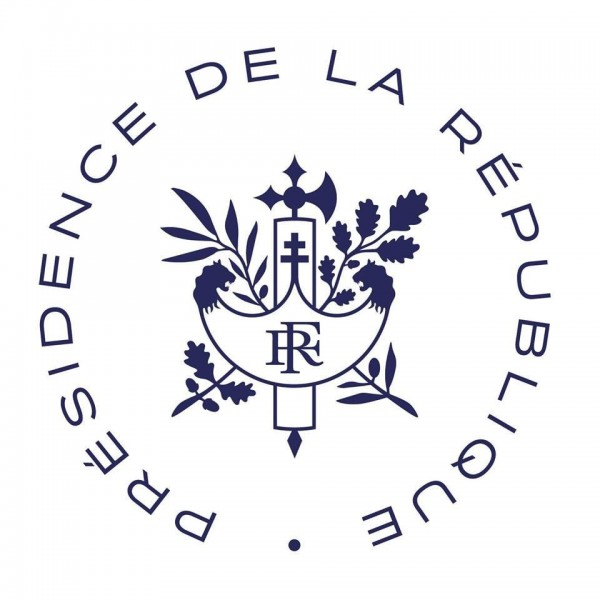 PRÉSIDENCE DE LA RÉPUBLIQUE •
RF